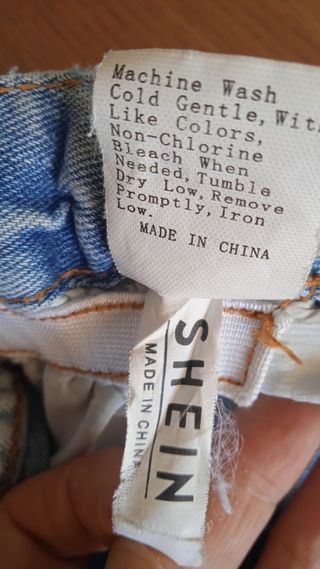 Machine Wash
Cold Gentle, With
Like Colors,
Non-Chlorine
Bleach When
Needed, Tumble
Dry Low, Remove
Promptly, Iron
Low.
MADE IN CHINA
SHEIN
MADE IN CHINA